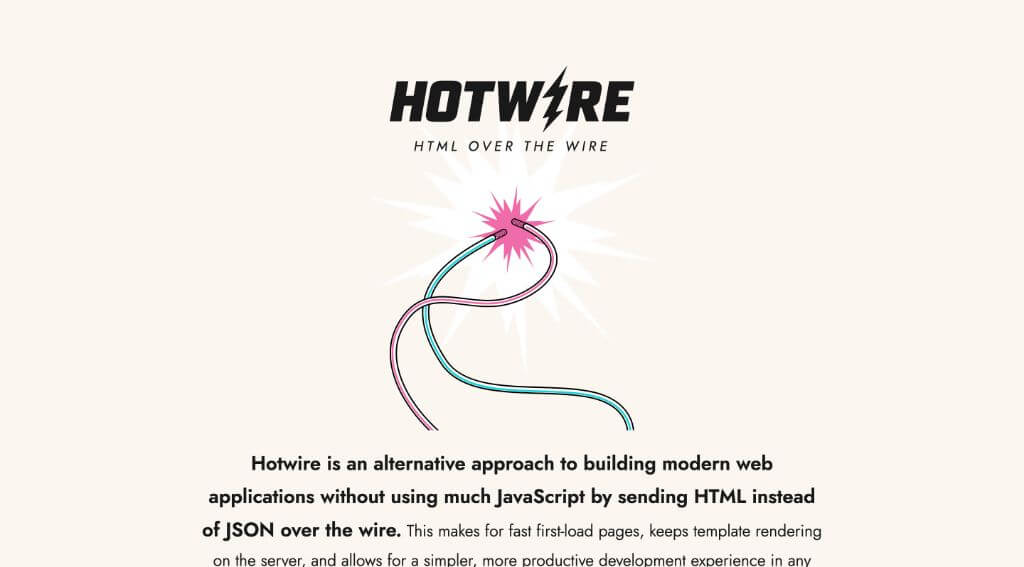 HOTWIRE
HTML OVER THE WIRE
Hotwire is an alternative approach to building modern web
applications without using much JavaScript by sending HTML instead
of JSON over the wire. This makes for fast first-load pages, keeps template rendering
on the server, and allows for a simpler, more productive development experience in any